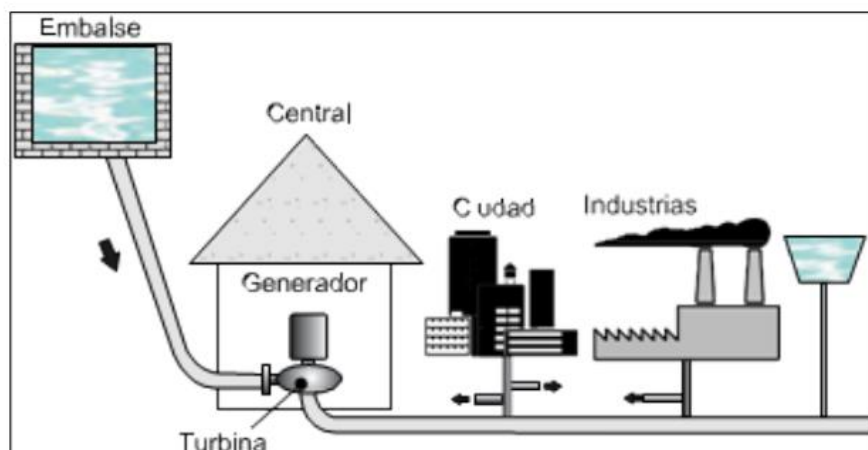 Embalse
Central
C udad
Industrias
Generador
Turbina